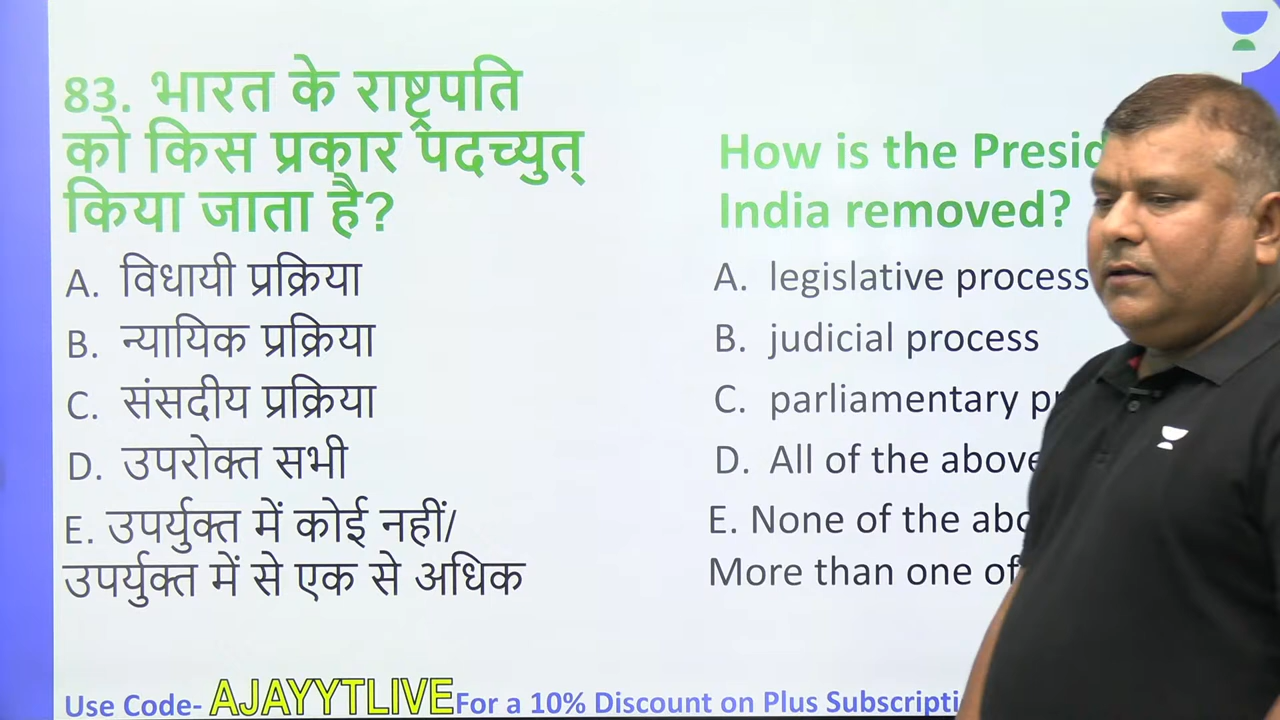 83. भारत के राष्ट्रपति
को किस प्रकार पदच्युत्
किया जाता है?
A. विधायी प्रक्रिया
B. न्यायिक प्रक्रिया
C. संसदीय प्रक्रिया
D. उपरोक्त सभी
E. उपर्युक्त में कोई नहीं/
उपर्युक्त में से एक से अधिक
How is the
India removed?
A. legislative process
B. judicial process
C. parliamentary
D. All of the above
E. None of the
More than one of
Use Code- AJAYYTLIVE For a 10% Discount on Plus